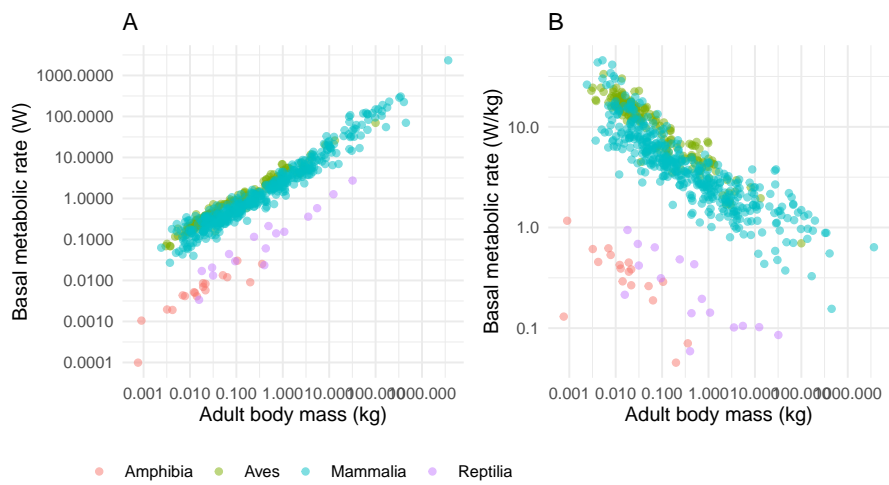 A
Basal metabolic rate (W)
1000.0000
100.0000
10.0000
1.0000
0.1000
0.0100
0.0010
0.0001
0.001 0.010 0.100 1.000 10.000 100.000 1000.000
Adult body mass (kg)
B
Basal metabolic rate (W/kg)
10.0
1.0
0.1
0.001 0.010 0.100 1.000 10.000 100.000 1000.000
Adult body mass (kg)
Amphibia Aves Mammalia Reptilia